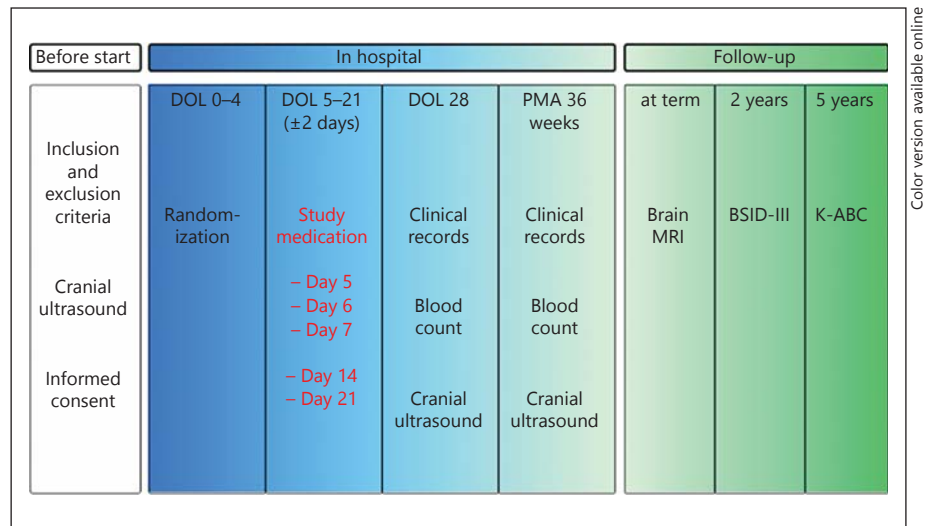 Before start
In hospital
Follow-up
Inclusion
and
exclusion
criteria
Cranial
ultrasound
Informed
consent
DOL 0–4
Random-
ization
DOL 5–21
(±2 days)
Study
medication
– Day 5
– Day 6
– Day 7
– Day 14
– Day 21
DOL 28
Clinical
records
Blood
count
Cranial
ultrasound
PMA 36
weeks
Clinical
records
Blood
count
Cranial
ultrasound
at term
Brain
MRI
2 years
BSID-III
5 years
K-ABC
Color version available online